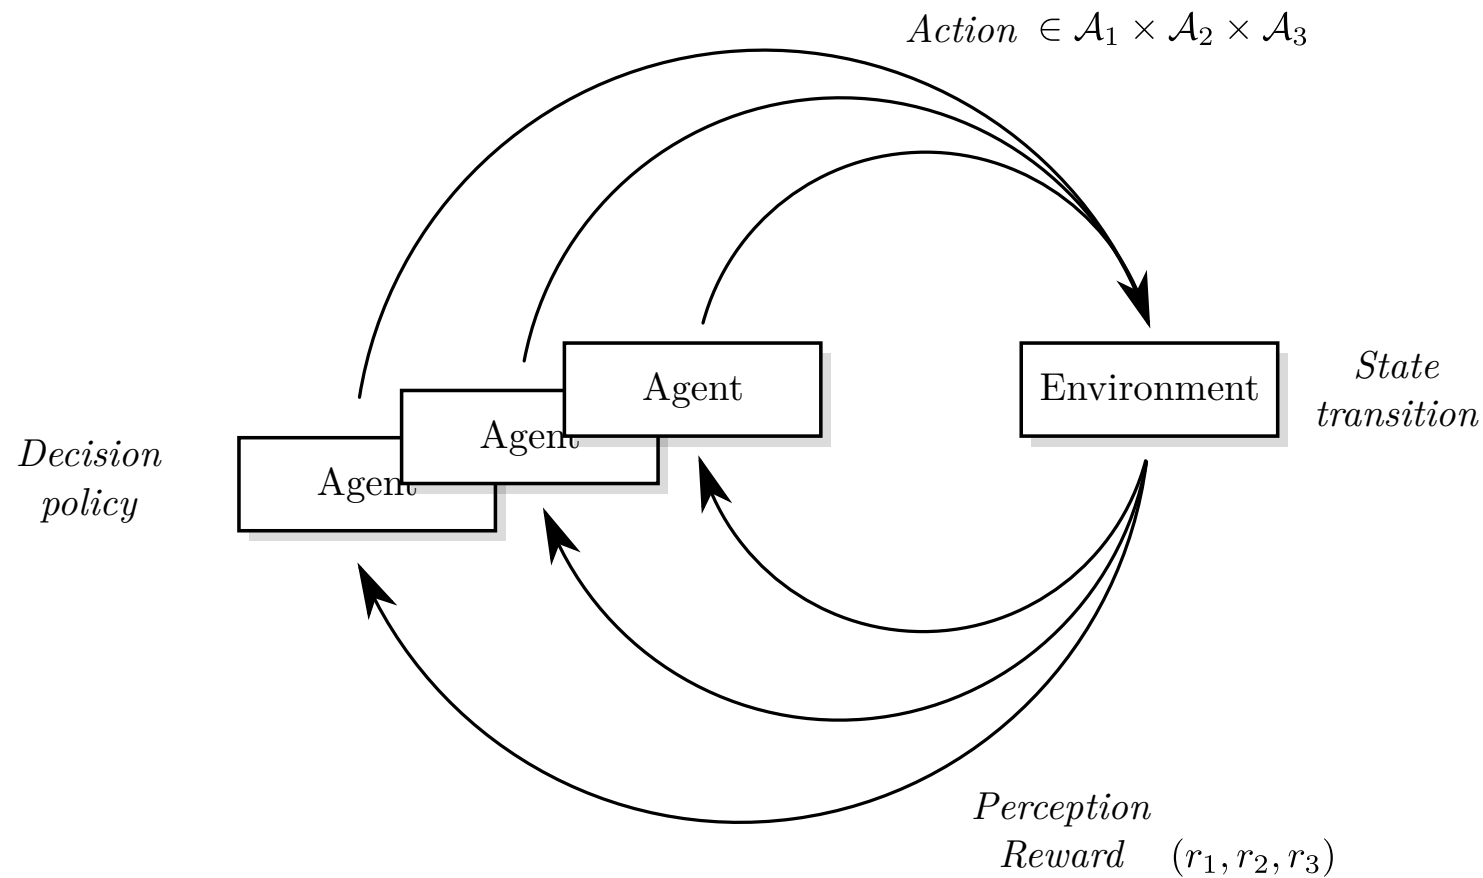 Action ∈ 𝒜₁ × 𝒜₂ × 𝒜₃
Agent
Environment
State
transition
Agent
Decision
policy
Agent
Perception
Reward (r₁, r₂, r₃)